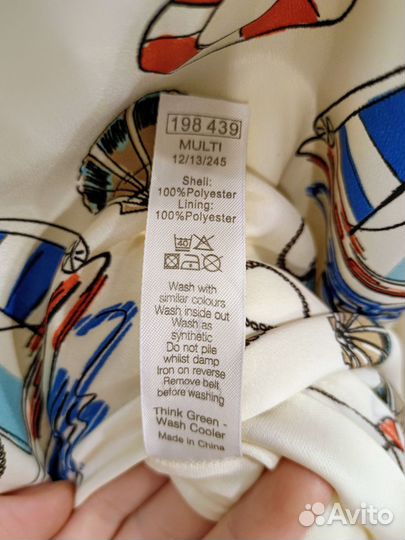 198 439
MULTI
12/13/245
Shell:
100%Polyester
Lining:
100%Polyester
40
Wash with
similar colours
Wash inside out
Wash as
synthetic
Do not pile
whilst damp
Iron on reverse
Remove belt
before washing
Think Green -
Wash Cooler
Made in China
Avito